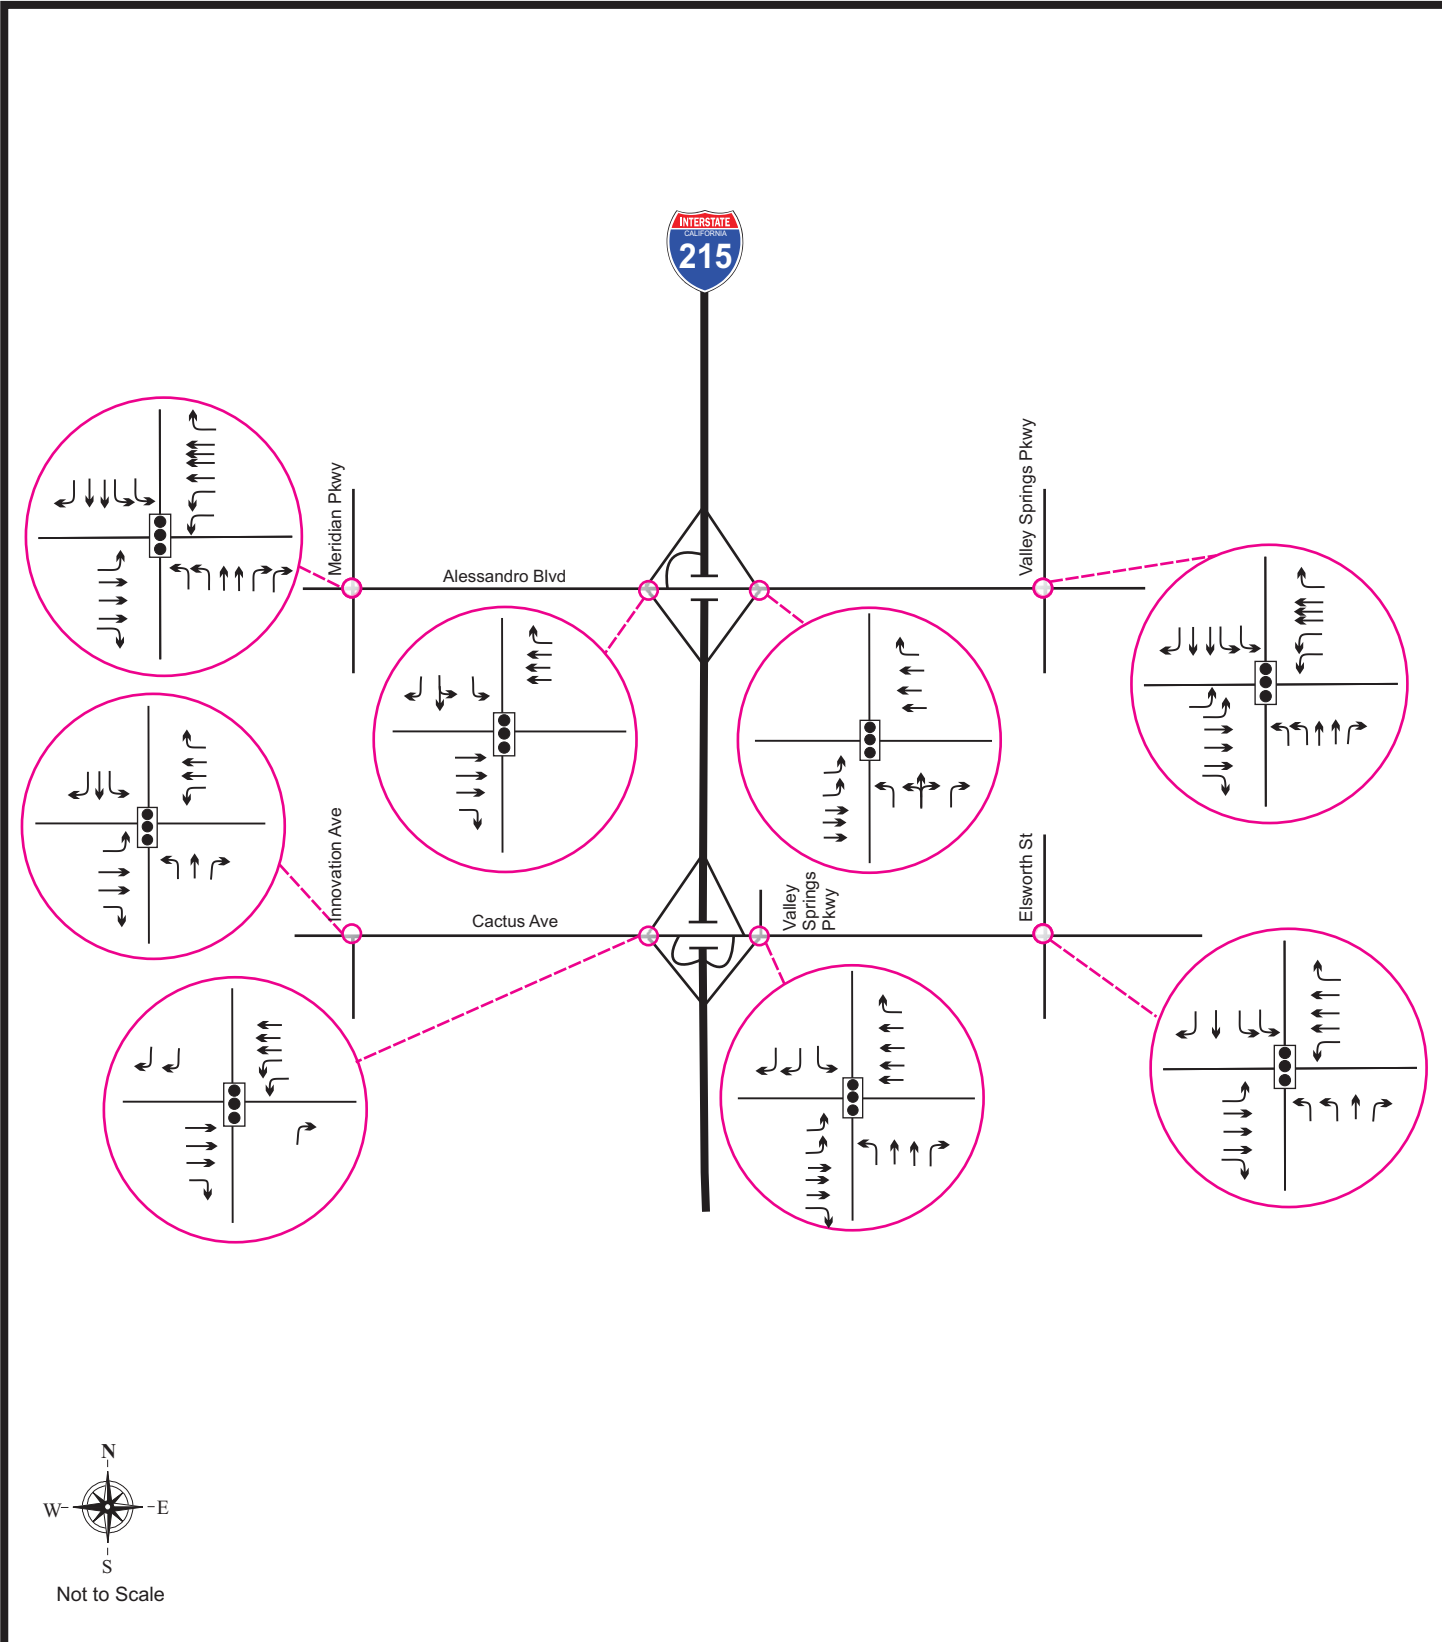 INTERSTATE
CALIFORNIA
215
Meridian Pkwy
Alessandro Blvd
Valley Springs Pkwy
Innovation Ave
Cactus Ave
Valley
Springs
Pkwy
Elsworth St
N
W
E
S
Not to Scale